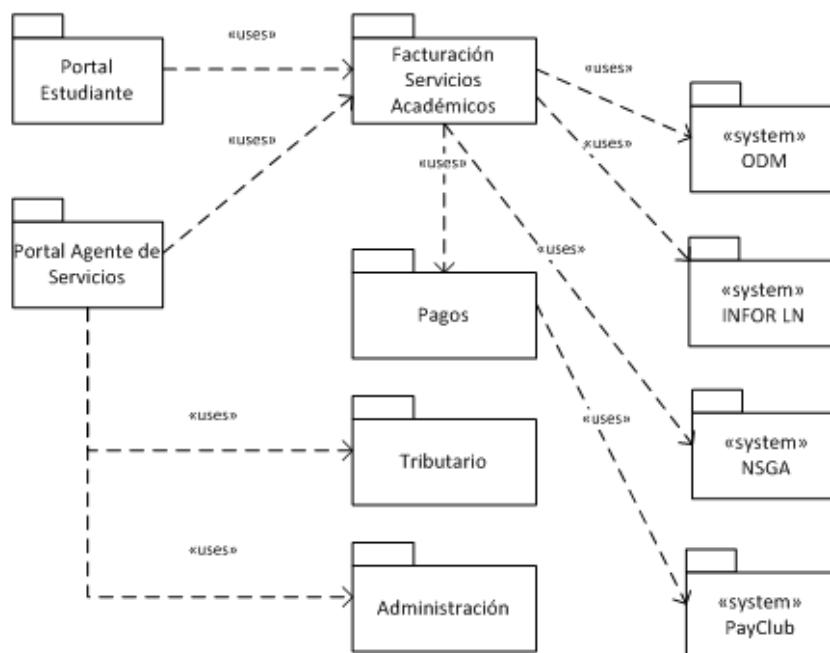 «uses»
Portal
Estudiante
Facturación
Servicios
Académicos
«uses»
«uses»
«uses»
«system»
ODM
Portal Agente de
Servicios
«uses»
Pagos
«system»
INFOR LN
«uses»
Tributario
«uses»
«system»
NSGA
«uses»
Administración
«system»
PayClub